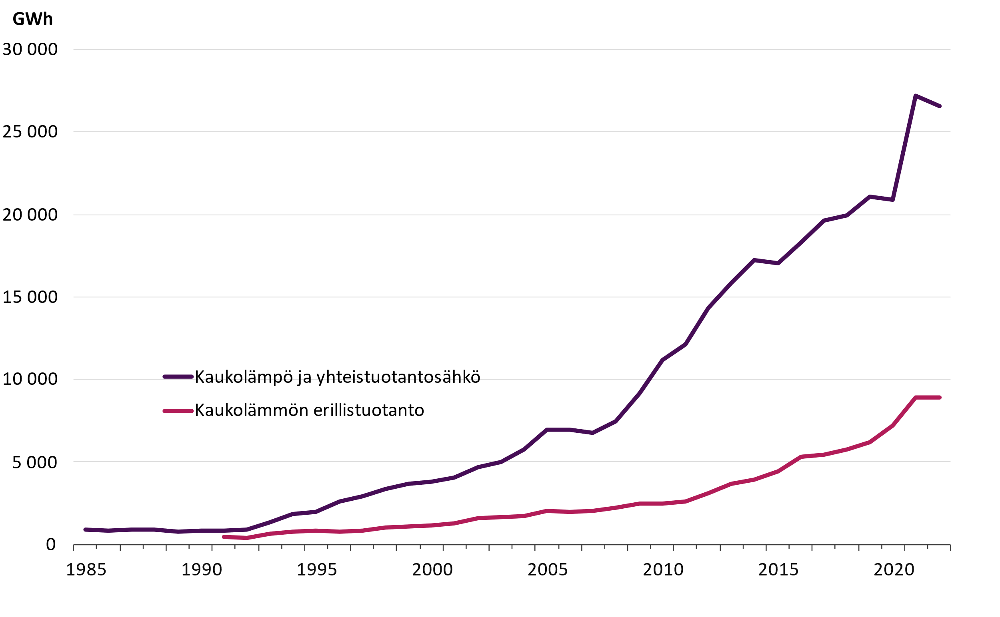 GWh
30 000
25 000
20 000
15 000
10 000
5 000
0
Kaukolämpö ja yhteistuotantosähkö
Kaukolämmön erillistuotanto
1985 1990 1995 2000 2005 2010 2015 2020